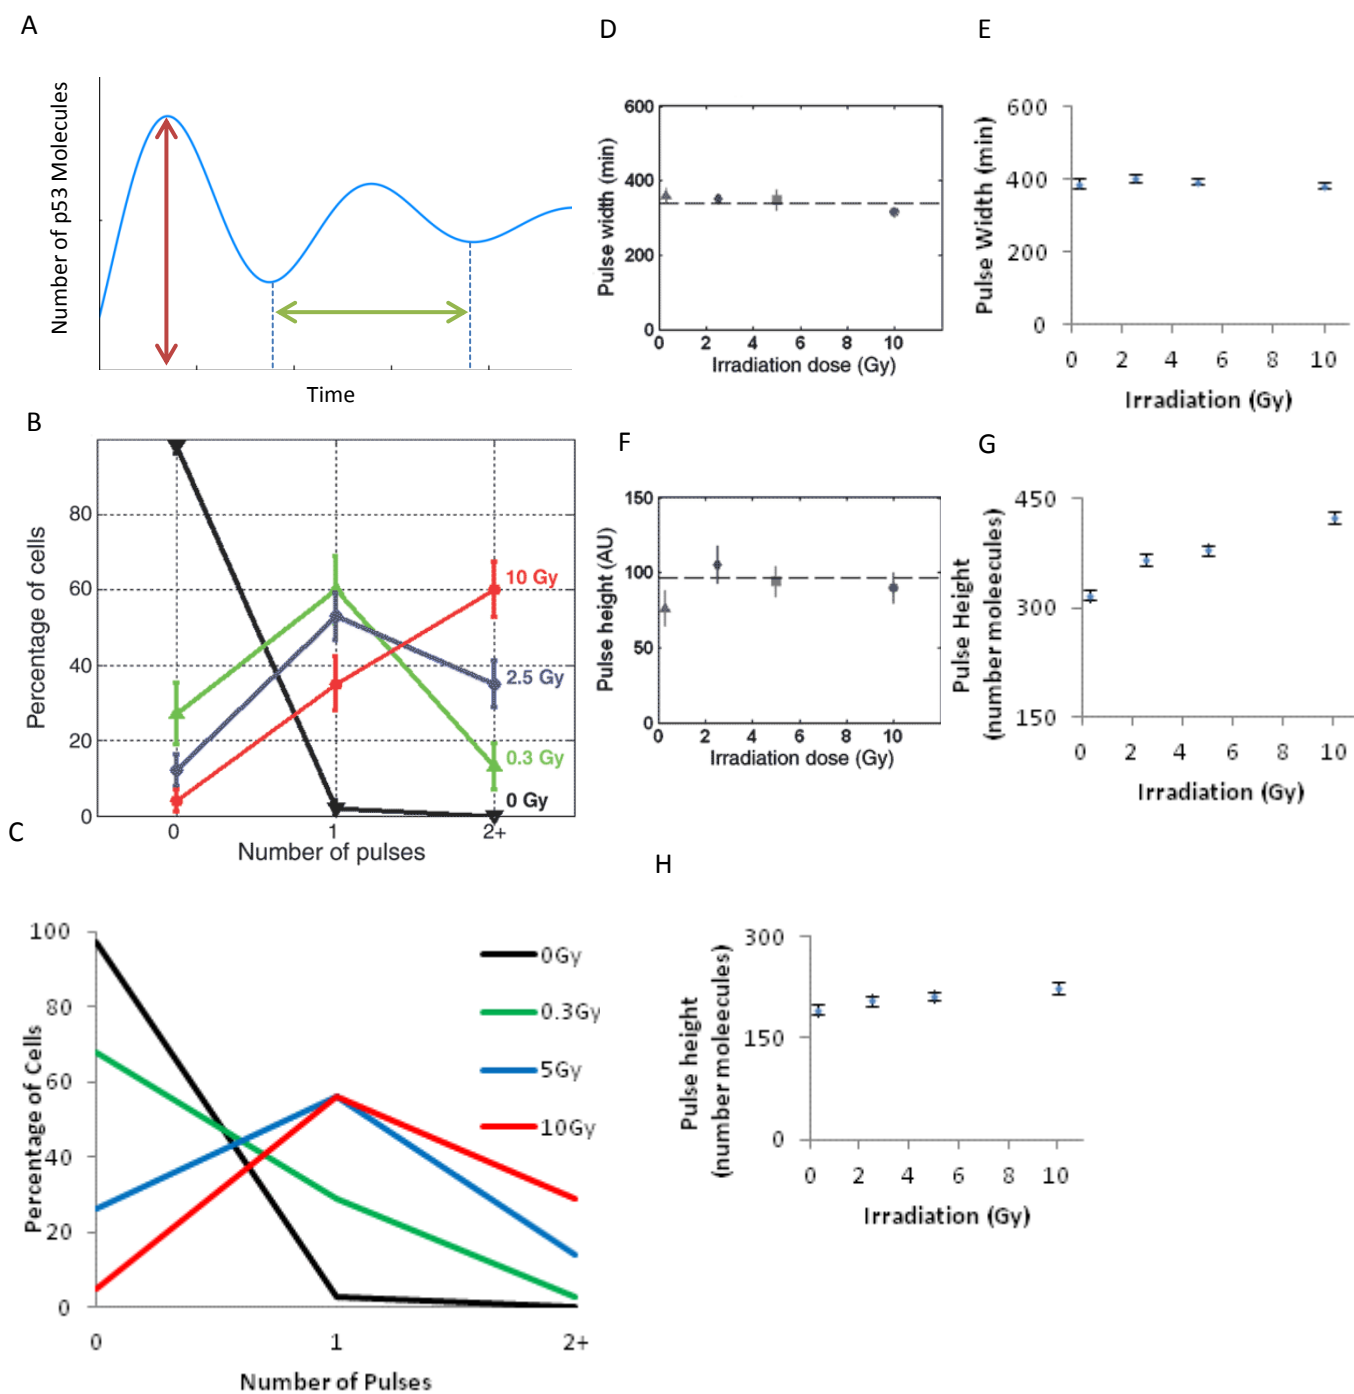 A
Number of p53 Molecules
Time
B
Percentage of cells
80
60
40
20
0
10 Gy
2.5 Gy
0.3 Gy
0 Gy
0 1 2+
Number of pulses
C
Percentage of Cells
100
80
60
40
20
0
0Gy
0.3Gy
5Gy
10Gy
0 1 2+
Number of Pulses
D
Pulse width (min)
600
400
200
0
0 2 4 6 8 10
Irradiation dose (Gy)
E
Pulse Width (min)
600
400
200
0
0 2 4 6 8 10
Irradiation (Gy)
F
Pulse height (AU)
150
100
50
0
0 2 4 6 8 10
Irradiation dose (Gy)
G
Pulse Height
(number moleecules)
450
300
150
0 2 4 6 8 10
Irradiation (Gy)
H
Pulse height
(number moleecules)
300
150
0
0 2 4 6 8 10
Irradiation (Gy)